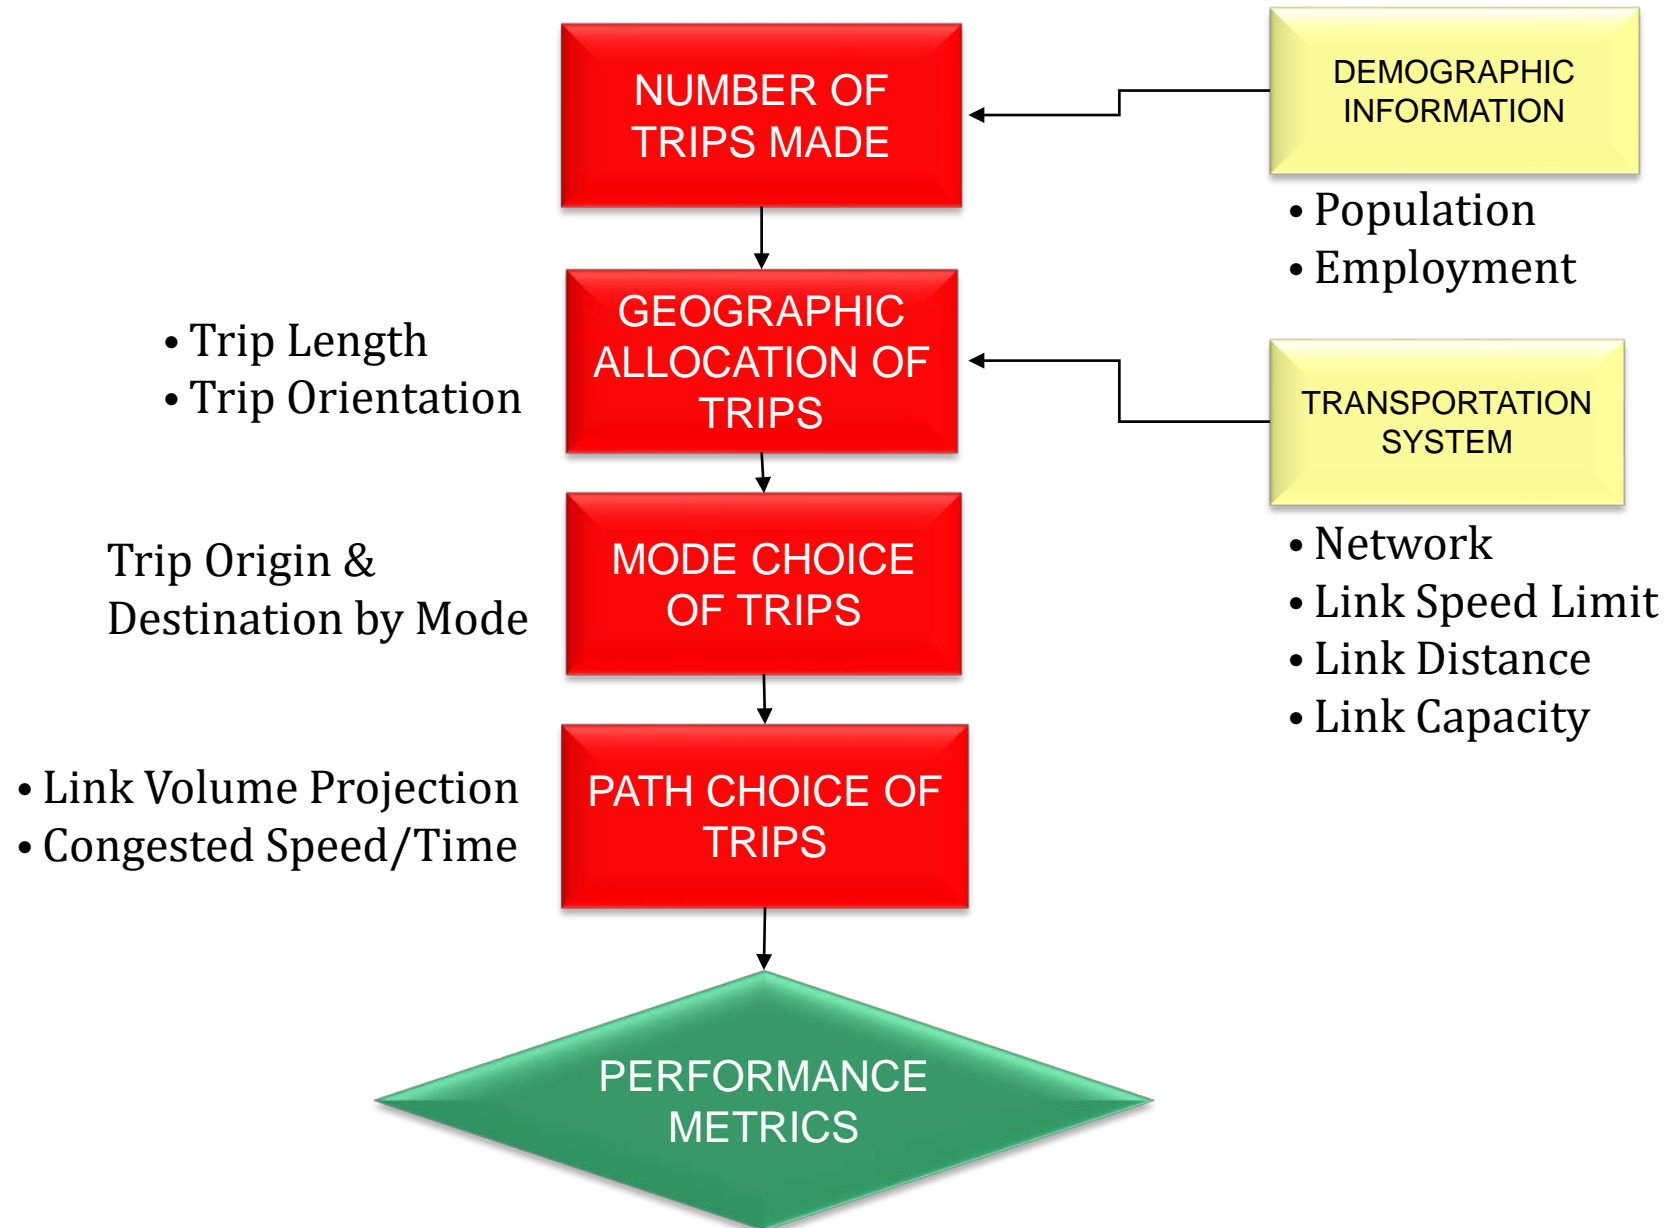 NUMBER OF
TRIPS MADE
DEMOGRAPHIC
INFORMATION
• Population
• Employment
GEOGRAPHIC
ALLOCATION OF
TRIPS
• Trip Length
• Trip Orientation
TRANSPORTATION
SYSTEM
• Network
• Link Speed Limit
• Link Distance
• Link Capacity
MODE CHOICE
OF TRIPS
Trip Origin &
Destination by Mode
PATH CHOICE OF
TRIPS
• Link Volume Projection
• Congested Speed/Time
PERFORMANCE
METRICS